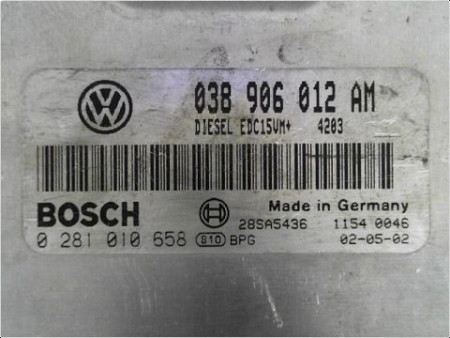 038 906 012 AM
DIESEL EDC15VM+ 4203
Made in Germany
BOSCH
28SA5436 1154 0046
0 281 010 658 S10 BPG 02-05-02